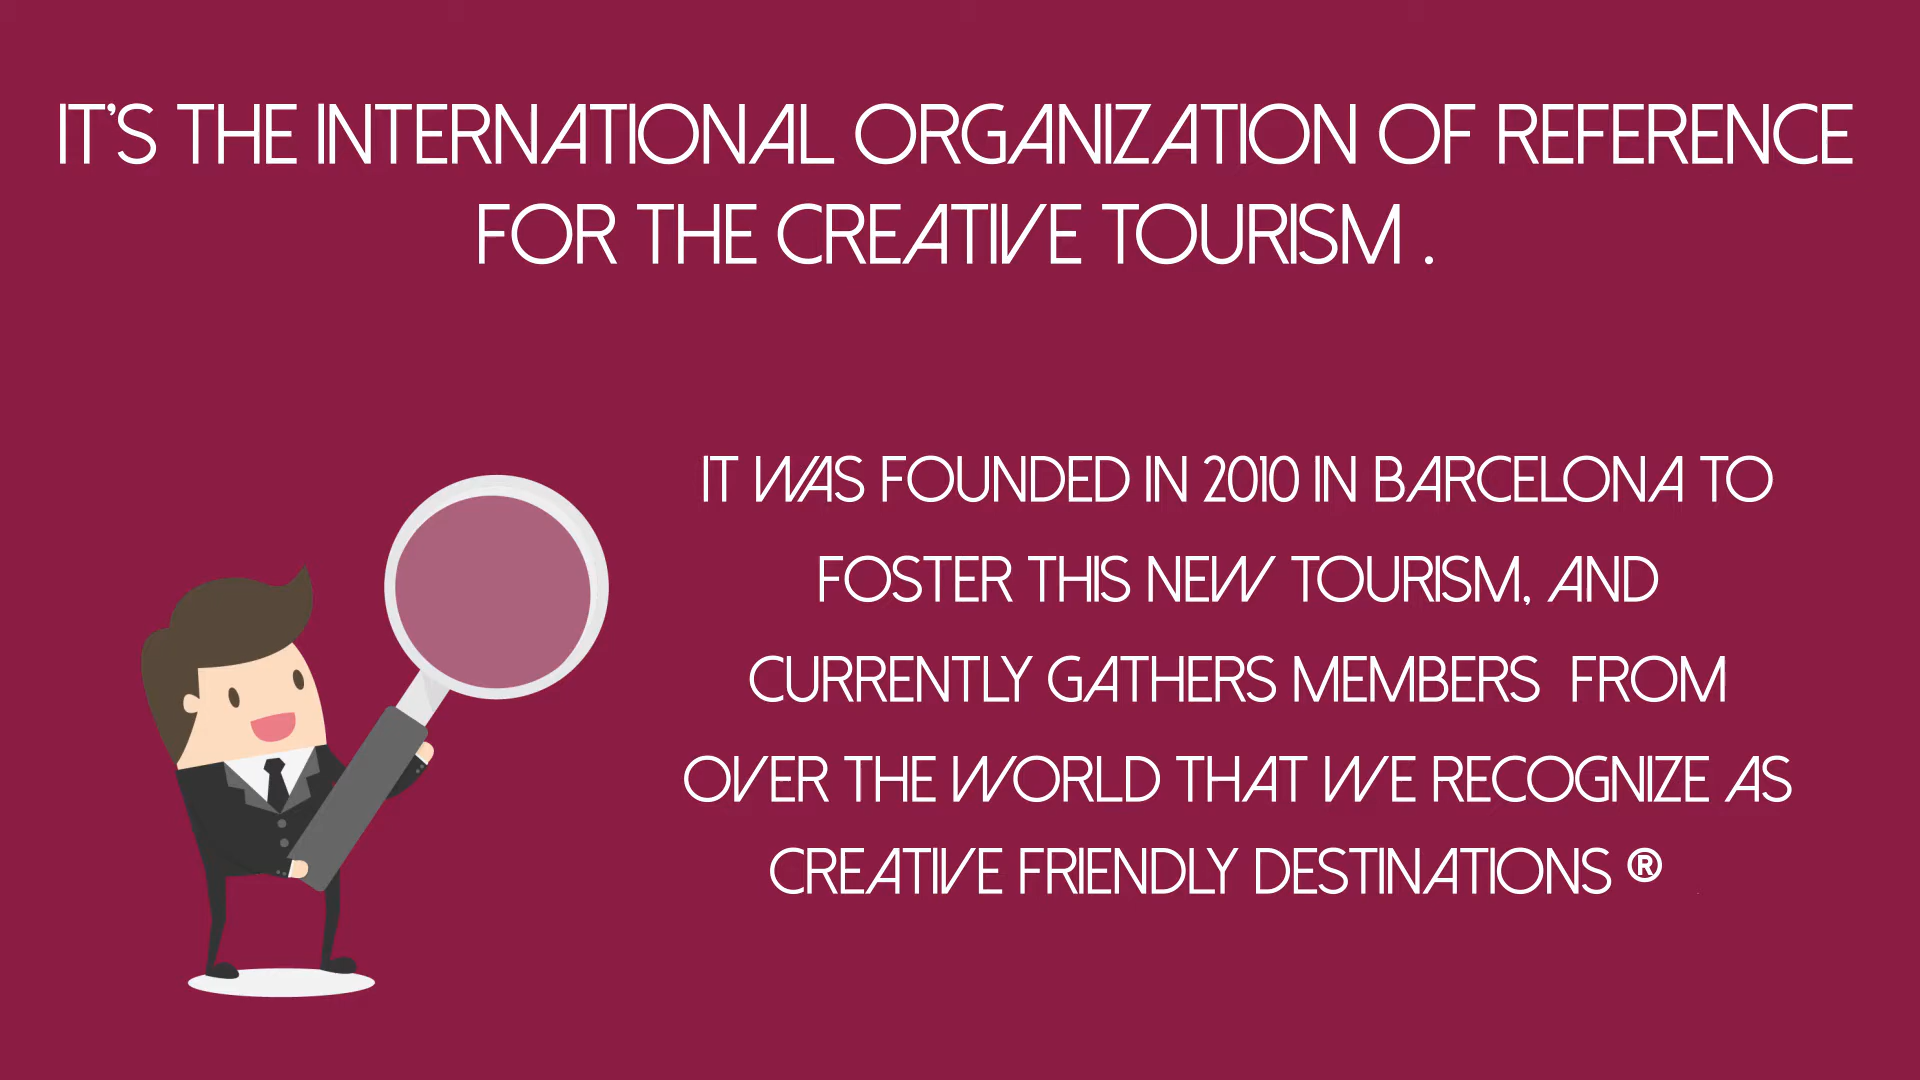 IT'S THE INTERNATIONAL ORGANIZATION OF REFERENCE
FOR THE CREATIVE TOURISM .
IT WAS FOUNDED IN 2010 IN BARCELONA TO
FOSTER THIS NEW TOURISM, AND
CURRENTLY GATHERS MEMBERS FROM
OVER THE WORLD THAT WE RECOGNIZE AS
CREATIVE FRIENDLY DESTINATIONS ®